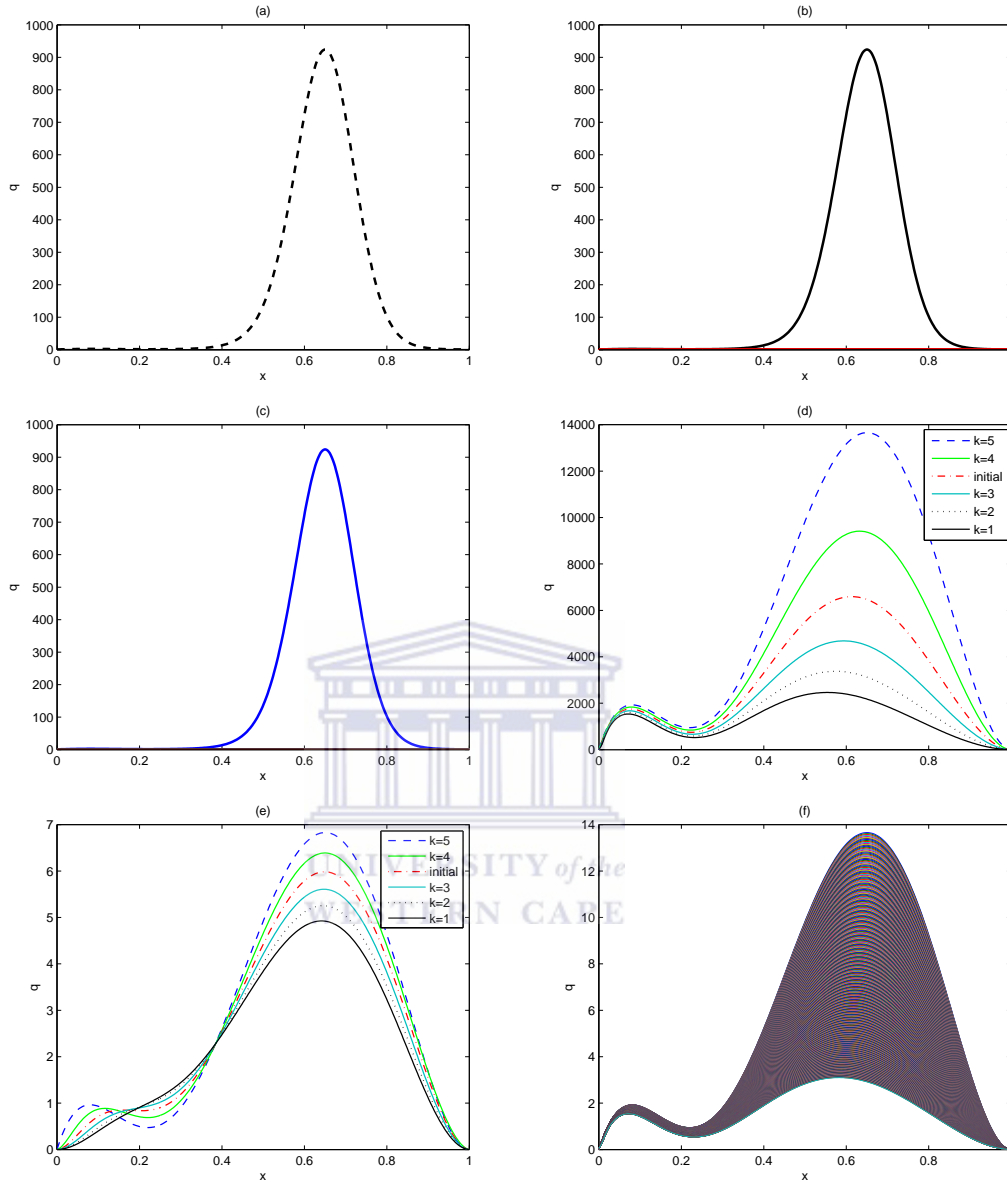 (a)
1000
900
800
700
600
500
400
300
200
100
0
q
0 0.2 0.4 0.6 0.8 1
x
(b)
1000
900
800
700
600
500
400
300
200
100
0
q
0 0.2 0.4 0.6 0.8
x
(c)
1000
900
800
700
600
500
400
300
200
100
0
q
0 0.2 0.4 0.6 0.8 1
x
(d)
14000
12000
10000
8000
6000
4000
2000
0
q
k=5
k=4
initial
k=3
k=2
k=1
0 0.2 0.4 0.6 0.8
x
(e)
7
6
5
4
3
2
1
0
q
k=5
k=4
initial
k=3
k=2
k=1
0 0.2 0.4 0.6 0.8 1
x
(f)
14
12
10
8
6
4
2
0
q
0 0.2 0.4 0.6 0.8
x
UNIVERSITY of the
WESTERN CAPE